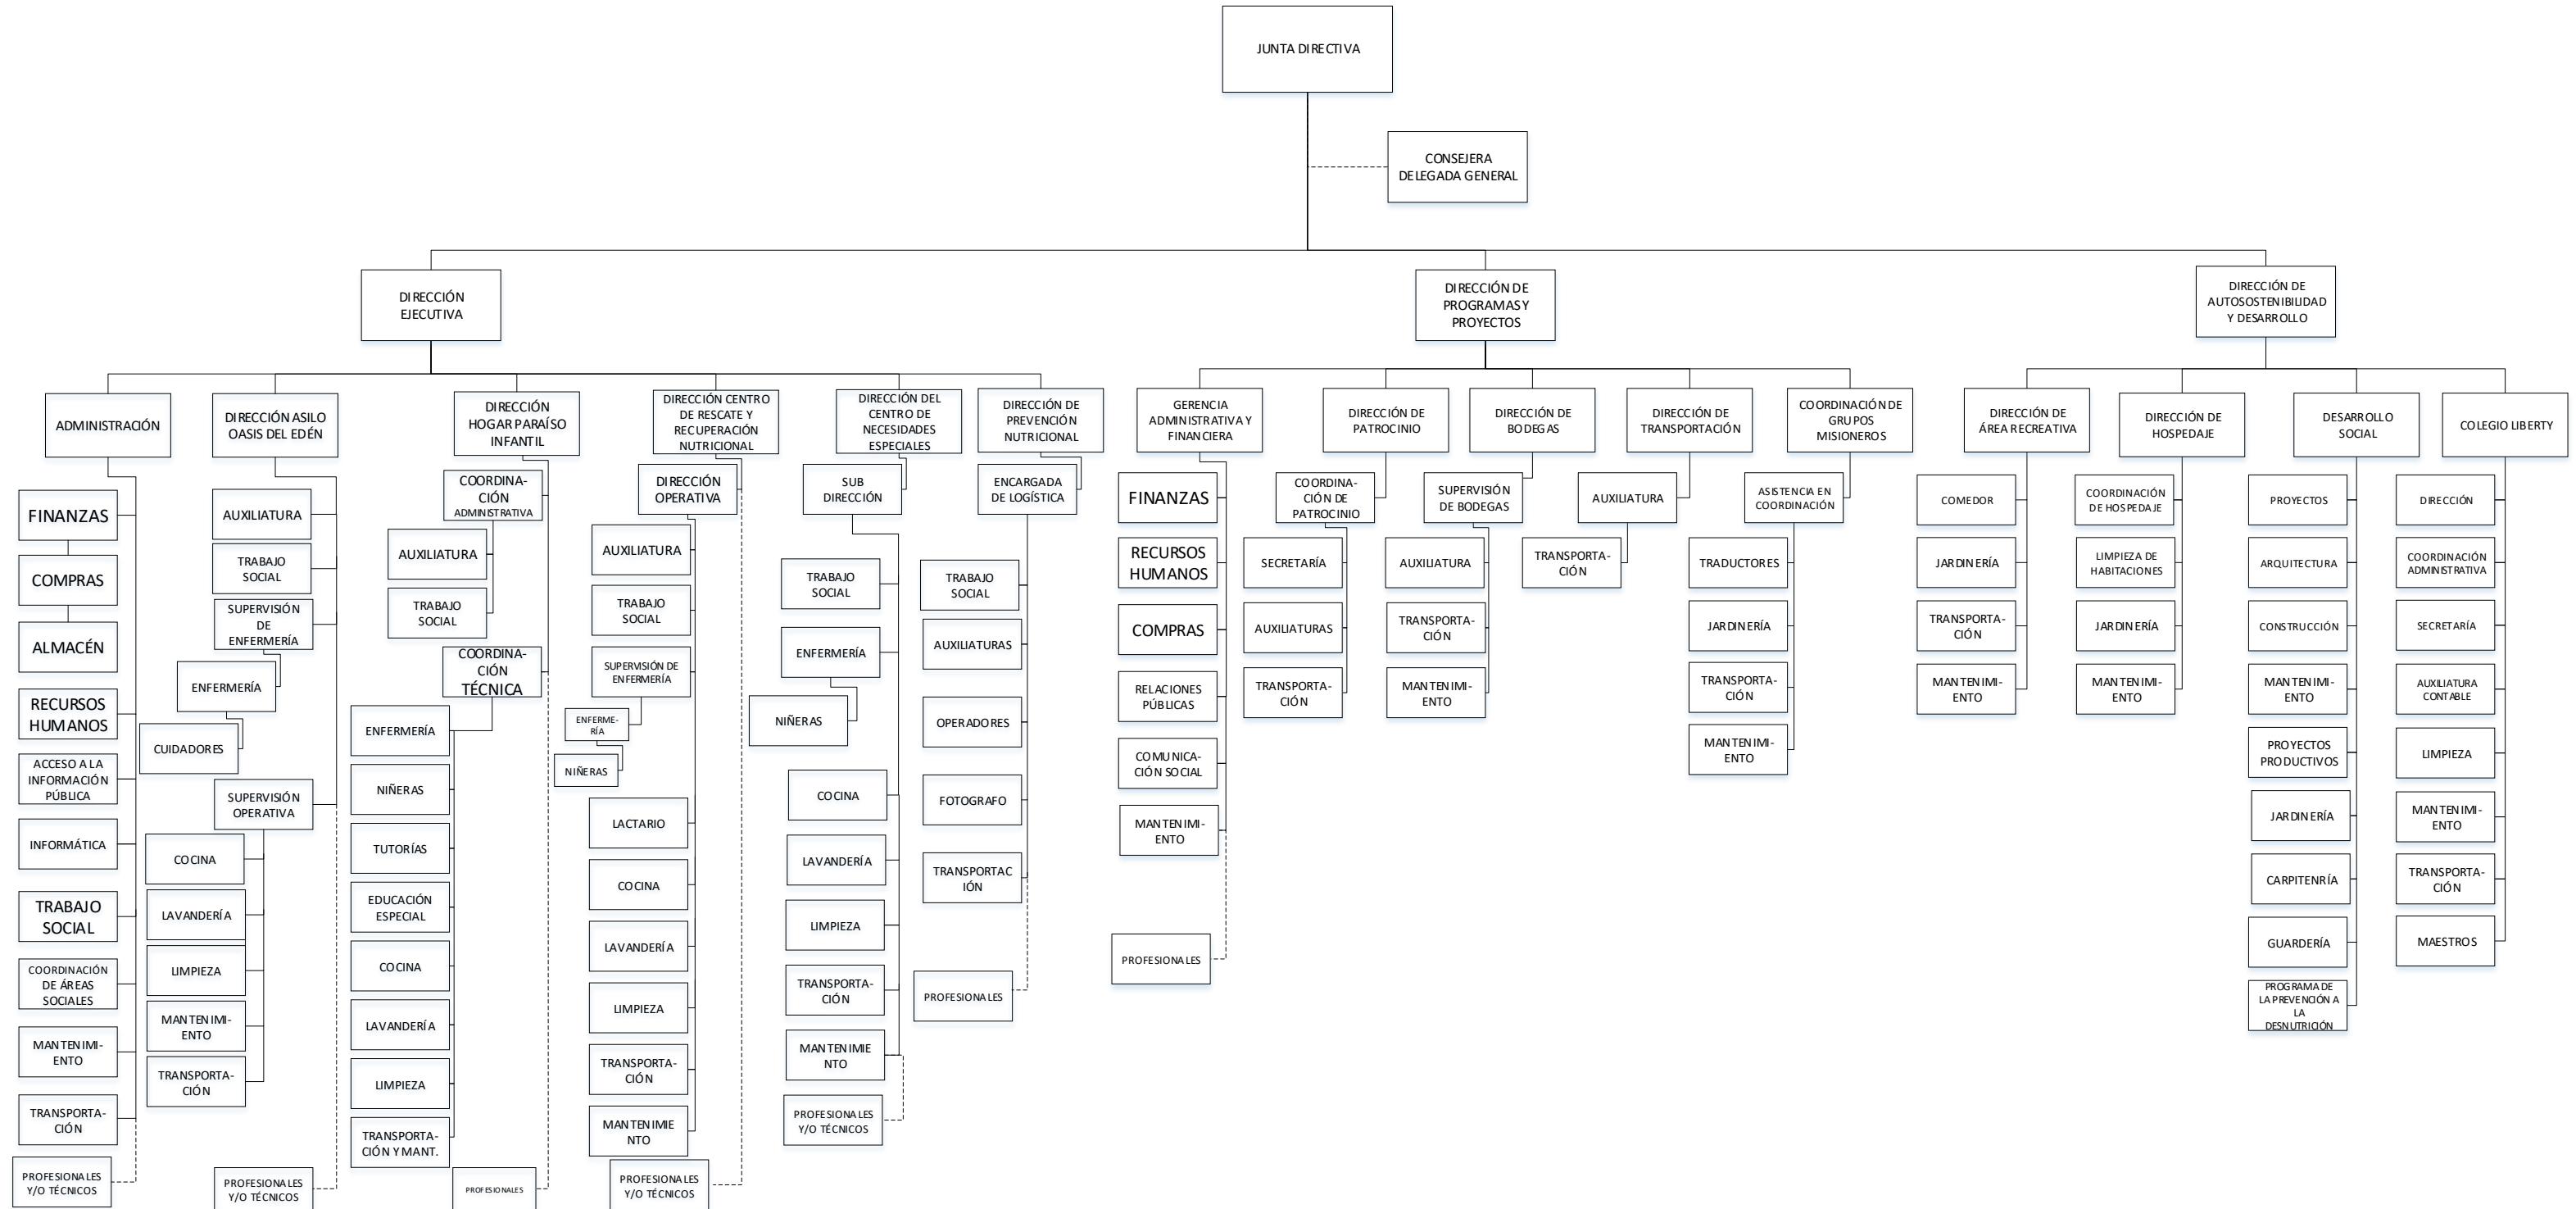 JUNTA DIRECTIVA
CONSEJERA
DELEGADA GENERAL
DIRECCIÓN
EJECUTIVA
DIRECCIÓN DE
PROGRAMAS Y
PROYECTOS
DIRECCIÓN DE
AUTOSOSTENIBILIDAD
Y DESARROLLO
ADMINISTRACIÓN
FINANZAS
COMPRAS
ALMACÉN
RECURSOS
HUMANOS
ACCESO A LA
INFORMACIÓN
PÚBLICA
INFORMÁTICA
TRABAJO
SOCIAL
COORDINACIÓN
DE ÁREAS
SOCIALES
MANTENIMI-
ENTO
TRANSPORTA-
CIÓN
PROFESIONALES
Y/O TÉCNICOS
DIRECCIÓN ASILO
OASIS DEL EDÉN
AUXILIATURA
TRABAJO
SOCIAL
SUPERVISIÓN
DE
ENFERMERÍA
ENFERMERÍA
CUIDADORES
SUPERVISIÓN
OPERATIVA
COCINA
LAVANDERÍA
LIMPIEZA
MANTENIMI-
ENTO
TRANSPORTA-
CIÓN
PROFESIONALES
Y/O TÉCNICOS
DIRECCIÓN
HOGAR PARAÍSO
INFANTIL
COORDINA-
CIÓN
ADMINISTRATIVA
AUXILIATURA
TRABAJO
SOCIAL
COORDINA-
CIÓN
TÉCNICA
ENFERMERÍA
NIÑERAS
TUTORÍAS
EDUCACIÓN
ESPECIAL
COCINA
LAVANDERÍA
LIMPIEZA
TRANSPORTA-
CIÓN Y MANT.
PROFESIONALES
DIRECCIÓN CENTRO
DE RESCATE Y
RECUPERACIÓN
NUTRICIONAL
DIRECCIÓN
OPERATIVA
AUXILIATURA
TRABAJO
SOCIAL
SUPERVISIÓN DE
ENFERMERÍA
ENFERME-
RÍA
NIÑERAS
LACTARIO
COCINA
LAVANDERÍA
LIMPIEZA
TRANSPORTA-
CIÓN
MANTENIMIE
NTO
PROFESIONALES
Y/O TÉCNICOS
DIRECCIÓN DEL
CENTRO DE
NECESIDADES
ESPECIALES
SUB
DIRECCIÓN
TRABAJO
SOCIAL
ENFERMERÍA
NIÑERAS
COCINA
LAVANDERÍA
LIMPIEZA
TRANSPORTA-
CIÓN
MANTENIMIE
NTO
PROFESIONALES
Y/O TÉCNICOS
DIRECCIÓN DE
PREVENCIÓN
NUTRICIONAL
ENCARGADA
DE LOGÍSTICA
TRABAJO
SOCIAL
AUXILIATURAS
OPERADORES
FOTOGRAFO
TRANSPORTAC
IÓN
PROFESIONALES
GERENCIA
ADMINISTRATIVA Y
FINANCIERA
FINANZAS
RECURSOS
HUMANOS
COMPRAS
RELACIONES
PÚBLICAS
COMUNICA-
CIÓN SOCIAL
MANTENIMI-
ENTO
PROFESIONALES
DIRECCIÓN DE
PATROCINIO
COORDINA-
CIÓN DE
PATROCINIO
SECRETARÍA
AUXILIATURAS
TRANSPORTA-
CIÓN
DIRECCIÓN DE
BODEGAS
SUPERVISIÓN
DE BODEGAS
AUXILIATURA
TRANSPORTA-
CIÓN
MANTENIMI-
ENTO
DIRECCIÓN DE
TRANSPORTACIÓN
AUXILIATURA
TRANSPORTA-
CIÓN
COORDINACIÓN DE
GRUPOS
MISIONEROS
ASISTENCIA EN
COORDINACIÓN
TRADUCTORES
JARDINERÍA
TRANSPORTA-
CIÓN
MANTENIMI-
ENTO
DIRECCIÓN DE
ÁREA RECREATIVA
COMEDOR
JARDINERÍA
TRANSPORTA-
CIÓN
MANTENIMI-
ENTO
DIRECCIÓN DE
HOSPEDAJE
COORDINACIÓN
DE HOSPEDAJE
LIMPIEZA DE
HABITACIONES
JARDINERÍA
MANTENIMI-
ENTO
DESARROLLO
SOCIAL
PROYECTOS
ARQUITECTURA
CONSTRUCCIÓN
MANTENIMI-
ENTO
PROYECTOS
PRODUCTIVOS
JARDINERÍA
CARPITENRÍA
GUARDERÍA
PROGRAMA DE
LA PREVENCIÓN A
LA
DESNUTRICIÓN
COLEGIO LIBERTY
DIRECCIÓN
COORDINACIÓN
ADMINISTRATIVA
SECRETARÍA
AUXILIATURA
CONTABLE
LIMPIEZA
MANTENIMI-
ENTO
TRANSPORTA-
CIÓN
MAESTROS